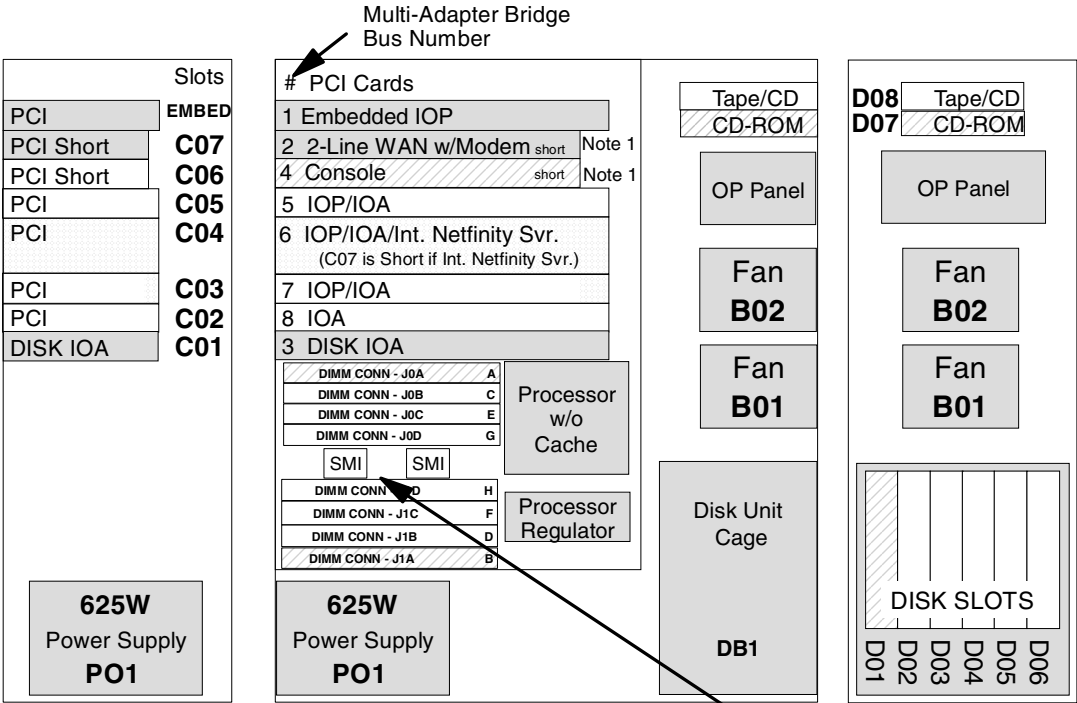 Multi-Adapter Bridge
Bus Number
Slots
PCI EMBED
PCI Short C07
PCI Short C06
PCI C05
PCI C04
PCI C03
PCI C02
DISK IOA C01
625W
Power Supply
PO1
# PCI Cards
1 Embedded IOP
2 2-Line WAN w/Modem short Note 1
4 Console short Note 1
5 IOP/IOA
6 IOP/IOA/Int. Netfinity Svr.
(C07 is Short if Int. Netfinity Svr.)
7 IOP/IOA
8 IOA
3 DISK IOA
DIMM CONN - J0A A
DIMM CONN - J0B C
DIMM CONN - J0C E
DIMM CONN - J0D G
SMI SMI
DIMM CONN D H
DIMM CONN - J1C F
DIMM CONN - J1B D
DIMM CONN - J1A B
Processor
w/o
Cache
Processor
Regulator
625W
Power Supply
PO1
Tape/CD
CD-ROM
OP Panel
Fan
B02
Fan
B01
Disk Unit
Cage
DB1
D08 Tape/CD
D07 CD-ROM
OP Panel
Fan
B02
Fan
B01
DISK SLOTS
D01 D02 D03 D04 D05 D06